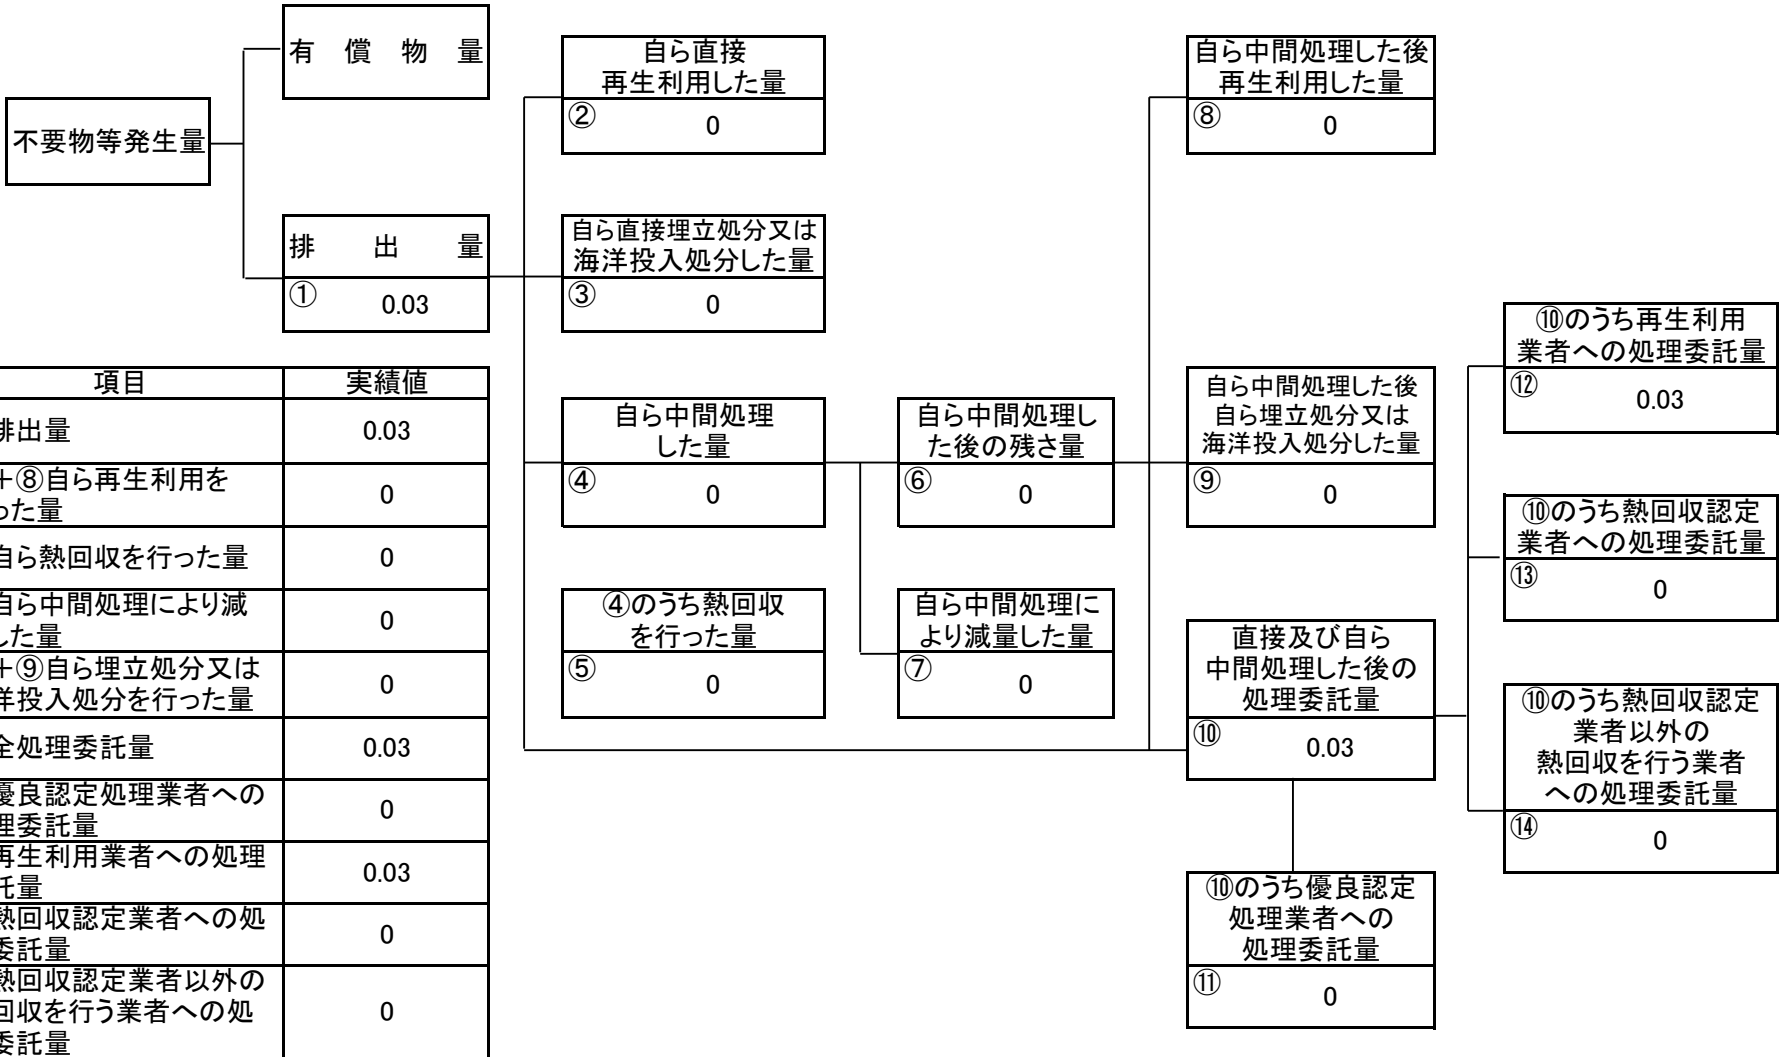 有償物量
不要物等発生量
排出量
①
0.03
自ら直接
再生利用した量
②
0
自ら直接埋立処分又は
海洋投入処分した量
③
0
自ら中間処理
した量
④
0
④のうち熱回収
を行った量
⑤
0
自ら中間処理し
た後の残さ量
⑥
0
自ら中間処理に
より減量した量
⑦
0
自ら中間処理した後
再生利用した量
⑧
0
自ら中間処理した後
自ら埋立処分又は
海洋投入処分した量
⑨
0
直接及び自ら
中間処理した後の
処理委託量
⑩
0.03
⑩のうち優良認定
処理業者への
処理委託量
⑪
0
⑩のうち再生利用
業者への処理委託量
⑫
0.03
⑩のうち熱回収認定
業者への処理委託量
⑬
0
⑩のうち熱回収認定
業者以外の
熱回収を行う業者
への処理委託量
⑭
0
項目 実績値
排出量 0.03
+⑧自ら再生利用を
った量
0
自ら熱回収を行った量 0
自ら中間処理により減
した量
0
+⑨自ら埋立処分又は
洋投入処分を行った量
0
全処理委託量 0.03
優良認定処理業者への
理委託量
0
再生利用業者への処理
託量
0.03
熱回収認定業者への処
委託量
0
熱回収認定業者以外の
回収を行う業者への処
委託量
0